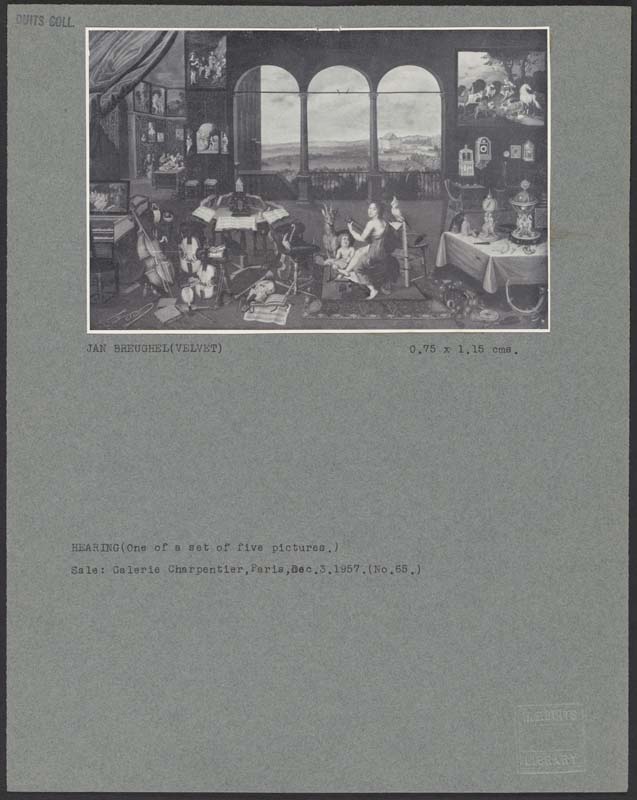 DUITS COLL.
JAN BREUGHEL(VELVET) 0.75 x 1.15 cms.
HEARING(One of a set of five pictures.)
Sale: Galerie Charpentier,Paris,Dec.3.1957.(No.65.)
LIBRARY